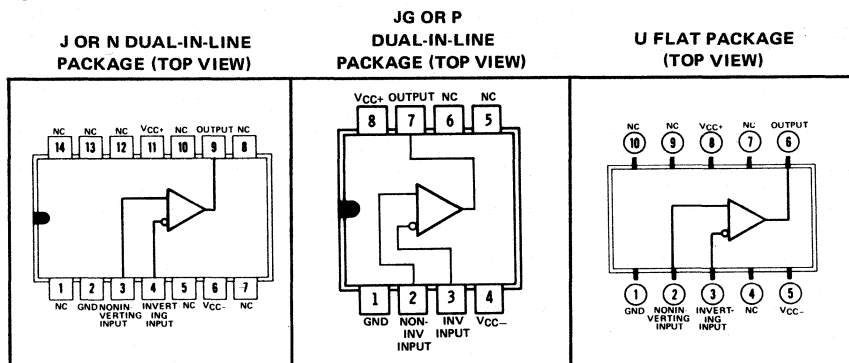 J OR N DUAL-IN-LINE
PACKAGE (TOP VIEW)
NC NC NC VCC+ NC OUTPUT NC
14 13 12 11 10 9 8
1 2 3 4 5 6 7
NC GND NONIN- INVERT NC VCC- NC
VERTING ING
INPUT INPUT
JG OR P
DUAL-IN-LINE
PACKAGE (TOP VIEW)
VCC+ OUTPUT NC NC
8 7 6 5
1 2 3 4
GND NON- INV VCC−
INV INPUT
INPUT
U FLAT PACKAGE
(TOP VIEW)
NC NC VCC+ NC OUTPUT
10 9 8 7 6
1 2 3 4 5
GND NONIN- INVERT- NC VCC-
VERTING ING
INPUT INPUT